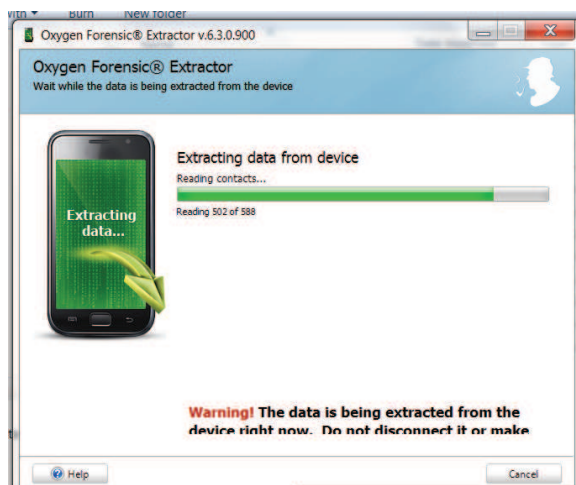 with Burn New folder
Oxygen Forensic® Extractor v.6.3.0.900
Oxygen Forensic® Extractor
Wait while the data is being extracted from the device
Extracting data from device
Reading contacts...
Reading 502 of 588
Extracting
data...
Warning! The data is being extracted from the
device right now. Do not disconnect it or make
Help
Cancel